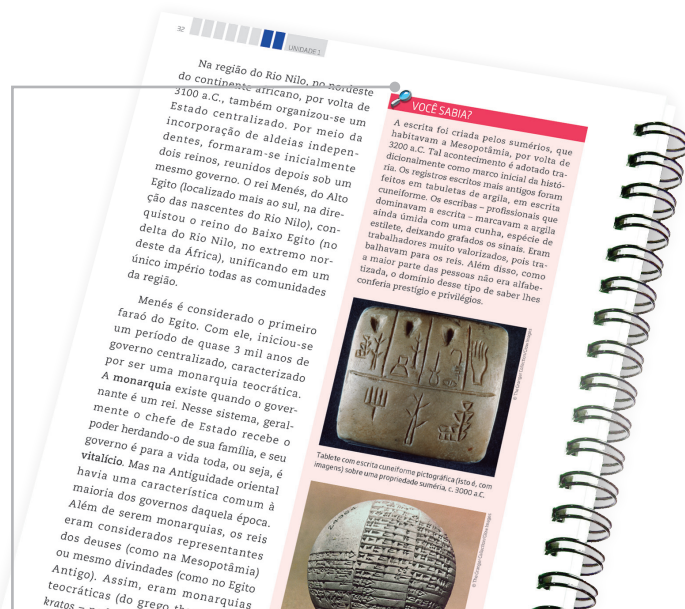 32
UNIDADE 1
Na região do Rio Nilo, no nordeste
do continente africano, por volta de
3100 a.C., também organizou-se um
Estado centralizado. Por meio da
incorporação de aldeias indepen-
dentes, formaram-se inicialmente
dois reinos, reunidos depois sob um
mesmo governo. O rei Menés, do Alto
Egito (localizado mais ao sul, na dire-
ção das nascentes do Rio Nilo), con-
quistou o reino do Baixo Egito (no
delta do Rio Nilo, no extremo nor-
deste da África), unificando em um
único império todas as comunidades
da região.
Menés é considerado o primeiro
faraó do Egito. Com ele, iniciou-se
um período de quase 3 mil anos de
governo centralizado, caracterizado
por ser uma monarquia teocrática.
A monarquia existe quando o gover-
nante é um rei. Nesse sistema, geral-
mente o chefe de Estado recebe o
poder herdando-o de sua família, e seu
governo é para a vida toda, ou seja, é
vitalício. Mas na Antiguidade oriental
havia uma característica comum à
maioria dos governos daquela época.
Além de serem monarquias, os reis
eram considerados representantes
dos deuses (como na Mesopotâmia)
ou mesmo divindades (como no Egito
Antigo). Assim, eram monarquias
teocráticas (do grego
kratos –
VOCÊ SABIA?
A escrita foi criada pelos sumérios, que
habitavam a Mesopotâmia, por volta de
3200 a.C. Tal acontecimento é adotado tra-
dicionalmente como marco inicial da histó-
ria. Os registros escritos mais antigos foram
feitos em tabuletas de argila, em escrita
cuneiforme. Os escribas – profissionais que
dominavam a escrita – marcavam a argila
ainda úmida com uma cunha, espécie de
estilete, deixando grafados os sinais. Eram
trabalhadores muito valorizados, pois tra-
balhavam para os reis. Além disso, como
a maior parte das pessoas não era alfabe-
tizada, o domínio desse tipo de saber lhes
conferia prestígio e privilégios.
Tablete com escrita cuneiforme pictográfica (isto é, com
imagens) sobre uma propriedade suméria, c. 3000 a.C.